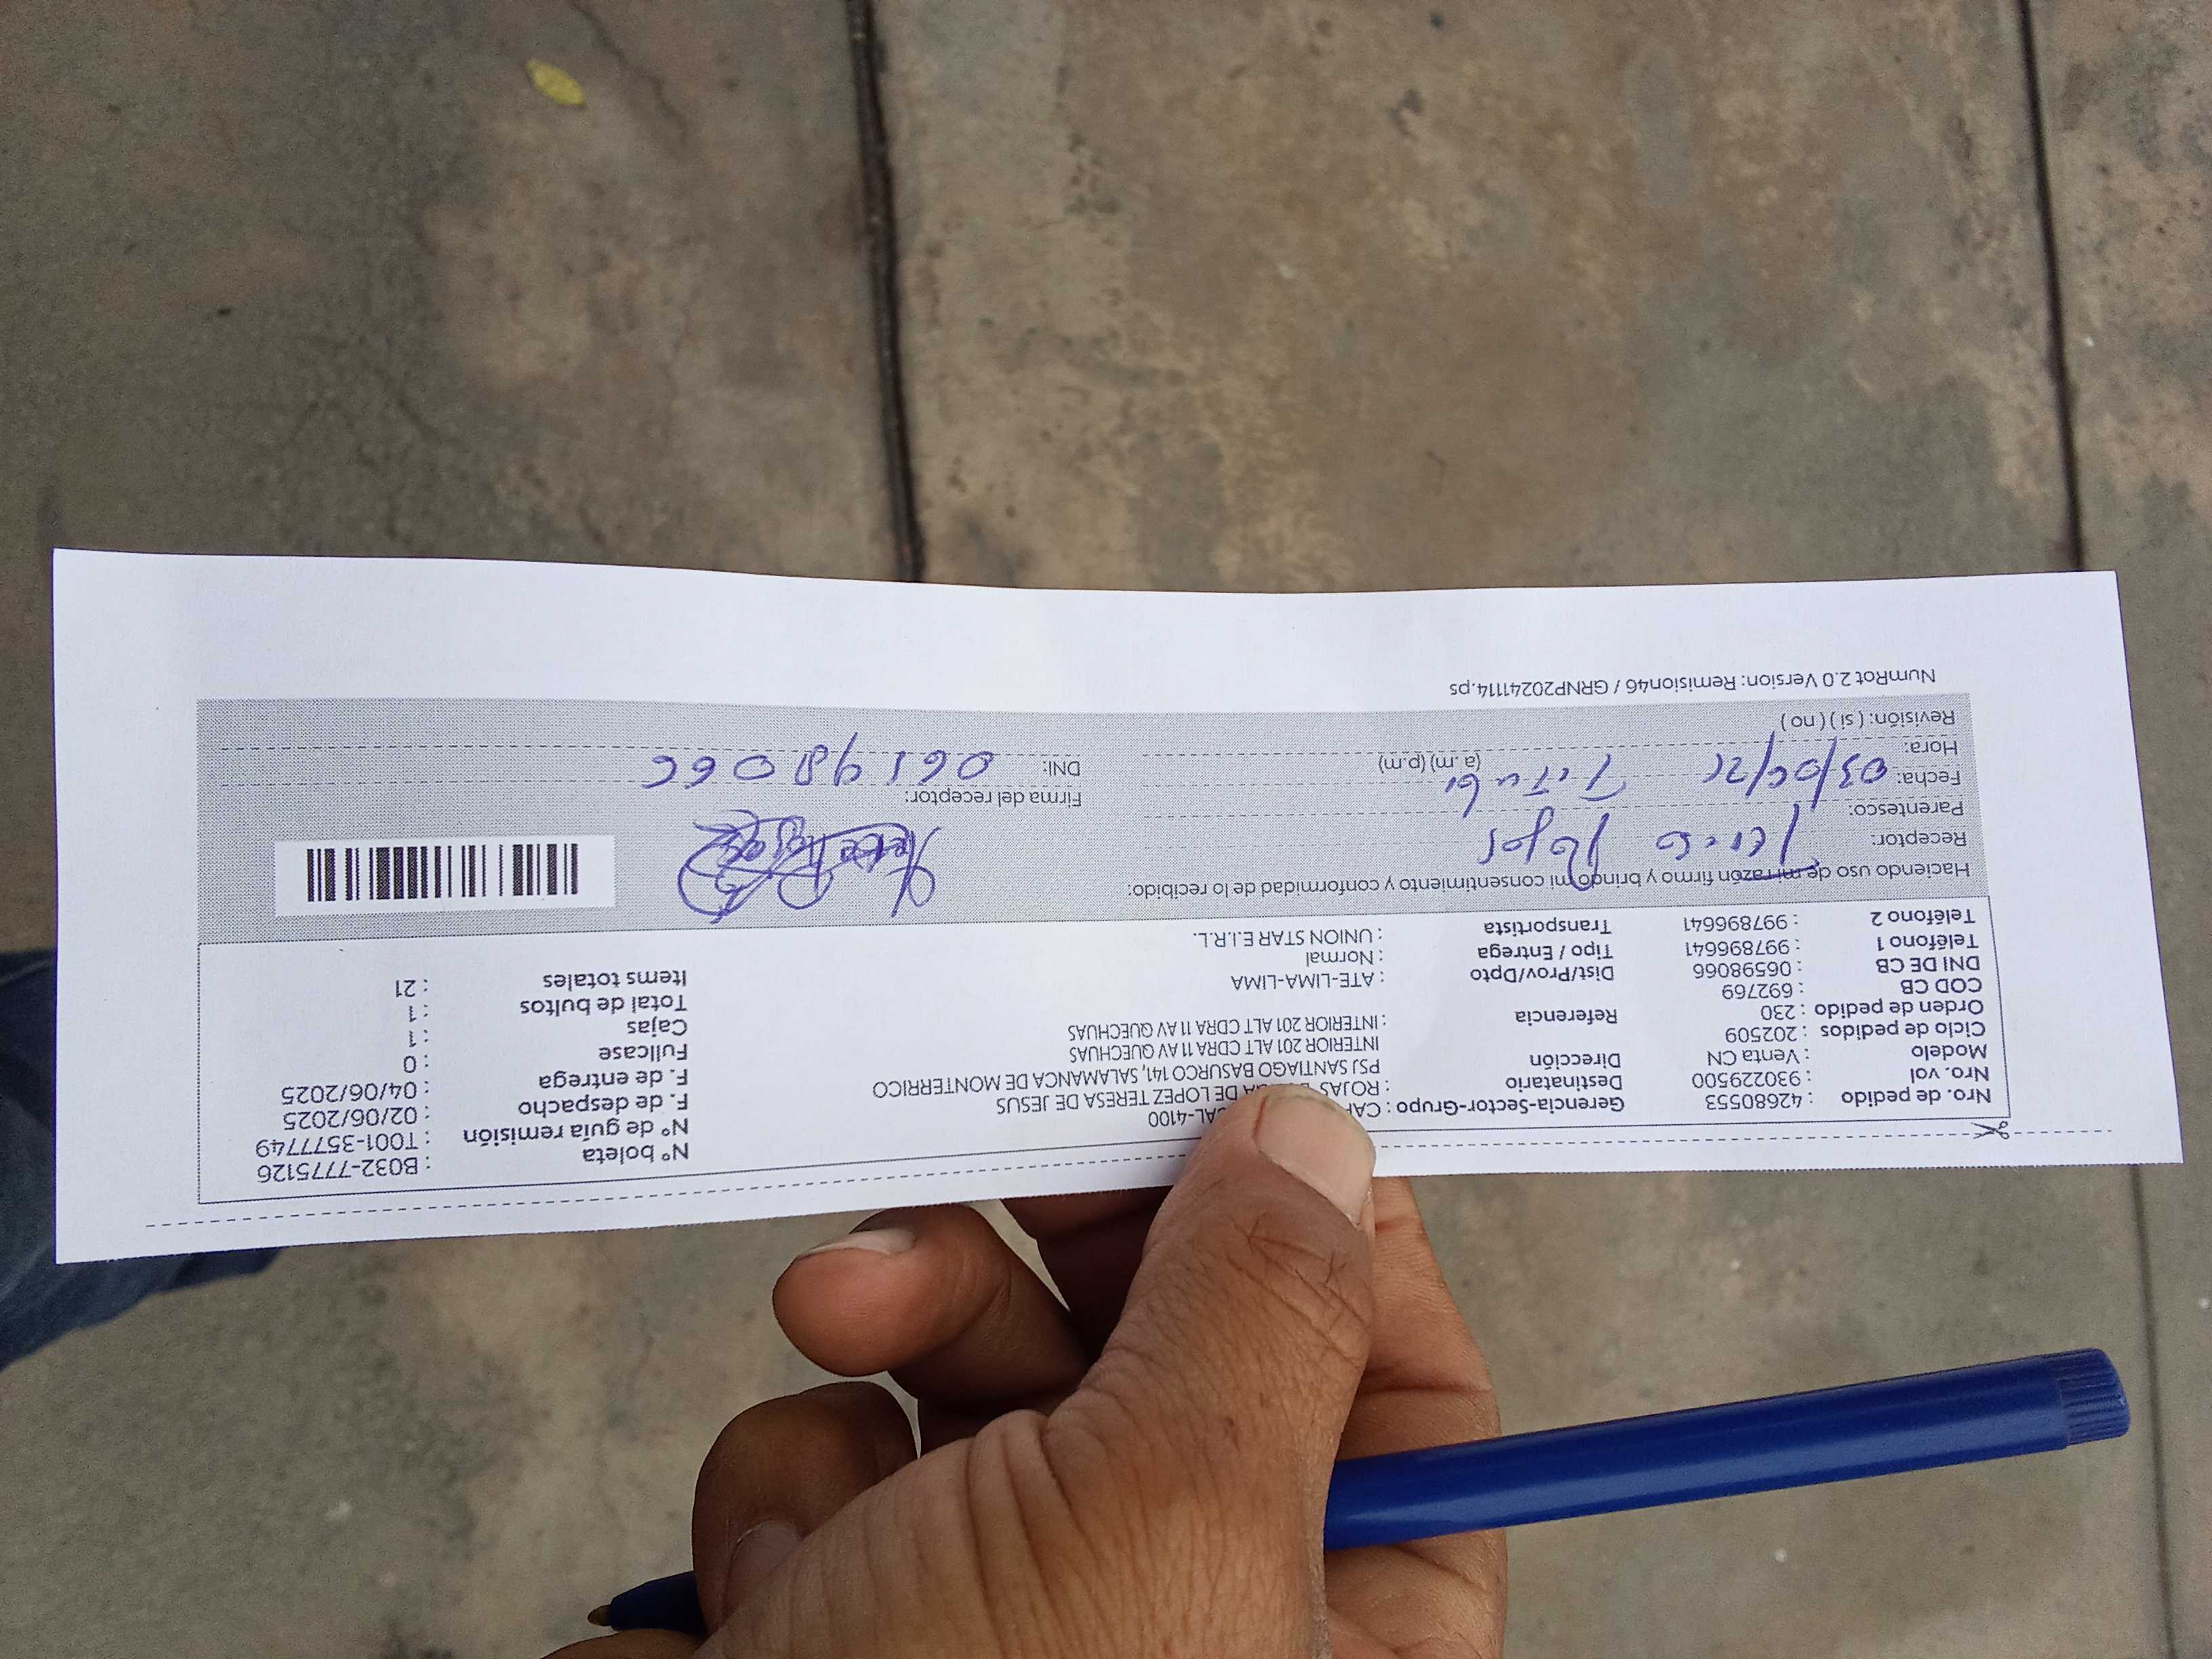 Nro. de pedido : 42680553 Gerencia-Sector-Grupo : AL-4100 N° boleta : B032-7775126
Nro. vol : 930229500 Destinatario : ROJAS DE LOPEZ TERESA DE JESUS N° de guía remisión : T001-3577749
Modelo : Venta CN Dirección PSJ SANTIAGO BASURCO 141, SALAMANCA DE MONTERRICO F. de despacho : 02/06/2025
Ciclo de pedidos : 202509 INTERIOR 201 ALT CDRA 11 AV QUECHUAS F. de entrega : 04/06/2025
Orden de pedido : 230 Referencia : INTERIOR 201 ALT CDRA 11 AV QUECHUAS Fullcase : 0
COD CB : 692769 Cajas : 1
DNI DE CB : 06598066 Dist/Prov/Dpto : ATE-LIMA-LIMA Total de bultos : 1
Teléfono 1 : 997896641 Tipo / Entrega : Normal Items totales : 21
Teléfono 2 : 997896641 Transportista : UNION STAR E.I.R.L.
Haciendo uso de mi razón firmo y brindo mi consentimiento y conformidad de lo recibido:
Receptor: Rojas
Parentesco: Firma del receptor:
Fecha: 03/06/25 DNI:
Hora: (a.m) (p.m)
Revisión: ( si ) ( no )
NumRot 2.0 Version: Remision46 / GRNP20241114.ps